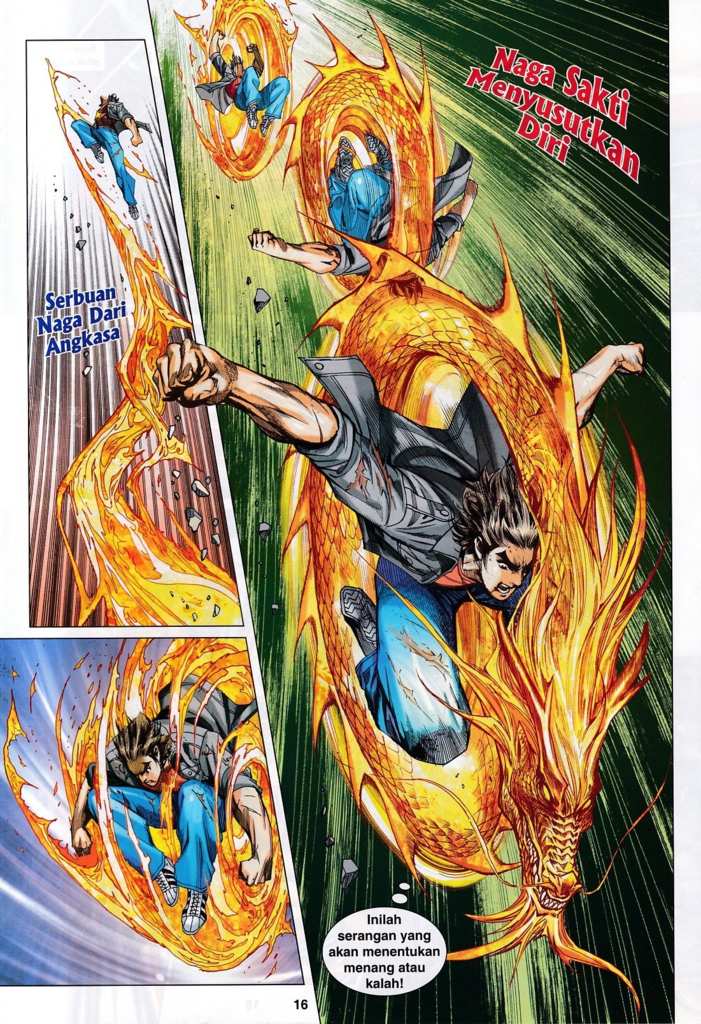 Serbuan
Naga Dari
Angkasa
Naga Sakti
Menyusutkan
Diri
Inilah
serangan yang
akan menentukan
menang atau
kalah!
16